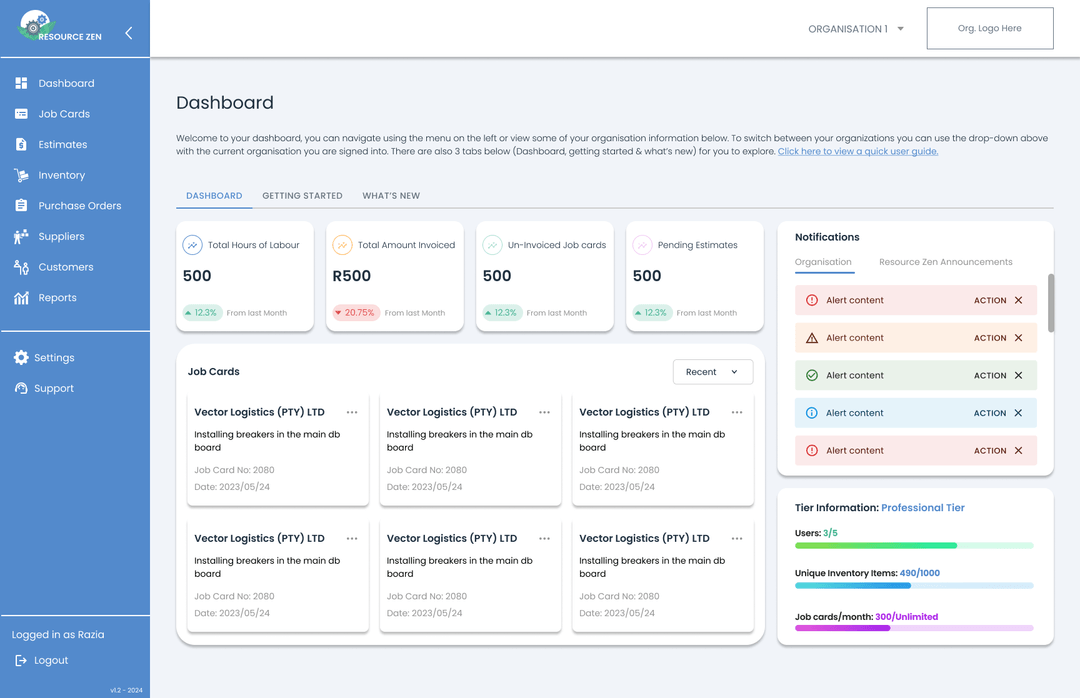 RESOURCE ZEN
Dashboard
Job Cards
Estimates
Inventory
Purchase Orders
Suppliers
Customers
Reports
Settings
Support
Logged in as Razia
Logout
v1.2 - 2024
ORGANISATION 1
Org. Logo Here
Dashboard
Welcome to your dashboard, you can navigate using the menu on the left or view some of your organisation information below. To switch between your organizations you can use the drop-down above
with the current organisation you are signed into. There are also 3 tabs below (Dashboard, getting started & what's new) for you to explore. Click here to view a quick user guide.
DASHBOARD GETTING STARTED WHAT'S NEW
Total Hours of Labour
500
12.3% From last Month
Total Amount Invoiced
R500
20.75% From last Month
Un-Invoiced Job cards
500
12.3% From last Month
Pending Estimates
500
12.3% From last Month
Job Cards
Recent
Vector Logistics (PTY) LTD
Installing breakers in the main db
board
Job Card No: 2080
Date: 2023/05/24
Vector Logistics (PTY) LTD
Installing breakers in the main db
board
Job Card No: 2080
Date: 2023/05/24
Vector Logistics (PTY) LTD
Installing breakers in the main db
board
Job Card No: 2080
Date: 2023/05/24
Vector Logistics (PTY) LTD
Installing breakers in the main db
board
Job Card No: 2080
Date: 2023/05/24
Vector Logistics (PTY) LTD
Installing breakers in the main db
board
Job Card No: 2080
Date: 2023/05/24
Vector Logistics (PTY) LTD
Installing breakers in the main db
board
Job Card No: 2080
Date: 2023/05/24
Notifications
Organisation Resource Zen Announcements
Alert content ACTION
Alert content ACTION
Alert content ACTION
Alert content ACTION
Alert content ACTION
Tier Information: Professional Tier
Users: 3/5
Unique Inventory Items: 490/1000
Job cards/month: 300/Unlimited